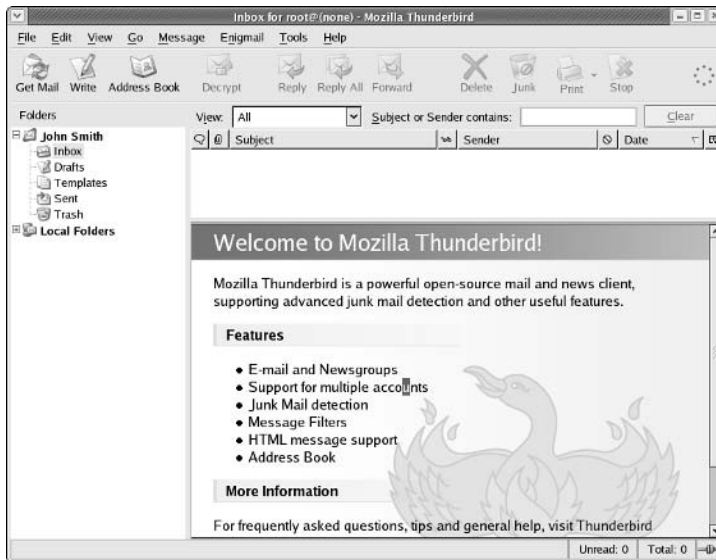 Inbox for root@(none) - Mozilla Thunderbird
File Edit View Go Message Enigmail Tools Help
Get Mail Write Address Book Decrypt Reply Reply All Forward Delete Junk Print Stop
Folders
View: All Subject or Sender contains: Clear
Subject Sender Date
John Smith
Inbox
Drafts
Templates
Sent
Trash
Local Folders
Welcome to Mozilla Thunderbird!
Mozilla Thunderbird is a powerful open-source mail and news client,
supporting advanced junk mail detection and other useful features.
Features
• E-mail and Newsgroups
• Support for multiple accounts
• Junk Mail detection
• Message Filters
• HTML message support
• Address Book
More Information
For frequently asked questions, tips and general help, visit Thunderbird
Unread: 0 Total: 0